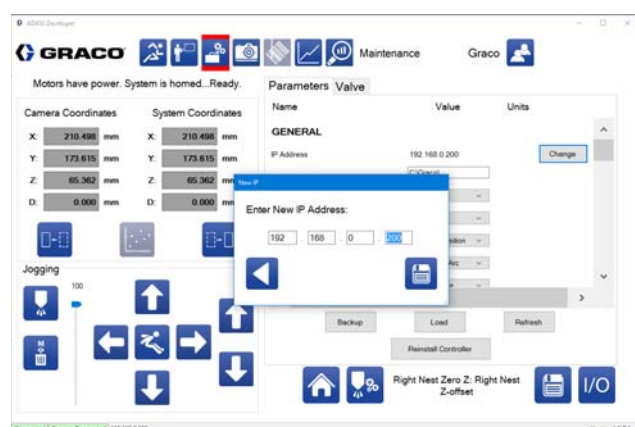 AD400 Developer
GRACO
Maintenance
Graco
Motors have power. System is homed...Ready.
Parameters Valve
Camera Coordinates System Coordinates
Name Value Units
X: 210.498 mm X: 210.498 mm
GENERAL
Y: 173.615 mm Y: 173.615 mm
IP Address 192.168.0.200 Change
Z: 65.362 mm Z: 65.362 mm
D: 0.000 mm D: 0.000
New IP
Enter New IP Address:
192 . 168 . 0 . 200
Jogging
100
Backup Load Refresh
Reinstall Controller
Right Nest Zero Z: Right Nest
Z-offset
I/O